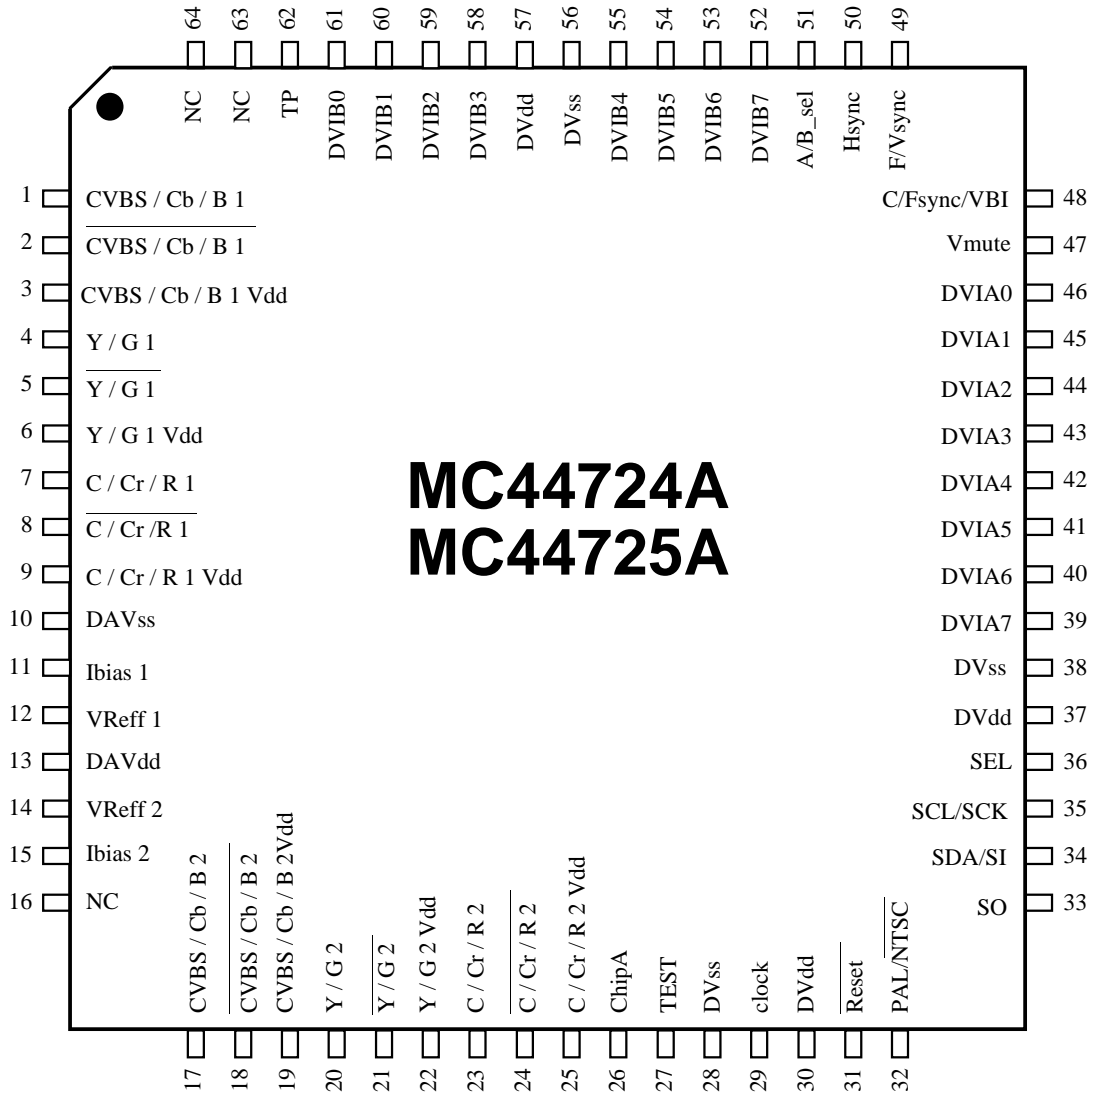 64 63 62 61 60 59 58 57 56 55 54 53 52 51 50 49
NC NC TP DVIB0 DVIB1 DVIB2 DVIB3 DVdd DVss DVIB4 DVIB5 DVIB6 DVIB7 A/B_sel Hsync F/Vsync
1 CVBS / Cb / B 1
2 CVBS / Cb / B 1
3 CVBS / Cb / B 1 Vdd
4 Y / G 1
5 Y / G 1
6 Y / G 1 Vdd
7 C / Cr / R 1
8 C / Cr /R 1
9 C / Cr / R 1 Vdd
10 DAVss
11 Ibias 1
12 VReff 1
13 DAVdd
14 VReff 2
15 Ibias 2
16 NC
MC44724A
MC44725A
C/Fsync/VBI 48
Vmute 47
DVIA0 46
DVIA1 45
DVIA2 44
DVIA3 43
DVIA4 42
DVIA5 41
DVIA6 40
DVIA7 39
DVss 38
DVdd 37
SEL 36
SCL/SCK 35
SDA/SI 34
SO 33
CVBS / Cb / B 2
CVBS / Cb / B 2
CVBS / Cb / B 2Vdd
Y / G 2
Y / G 2
Y / G 2 Vdd
C / Cr / R 2
C / Cr / R 2
C / Cr / R 2 Vdd
ChipA
TEST
DVss
clock
DVdd
Reset
PAL/NTSC
17 18 19 20 21 22 23 24 25 26 27 28 29 30 31 32